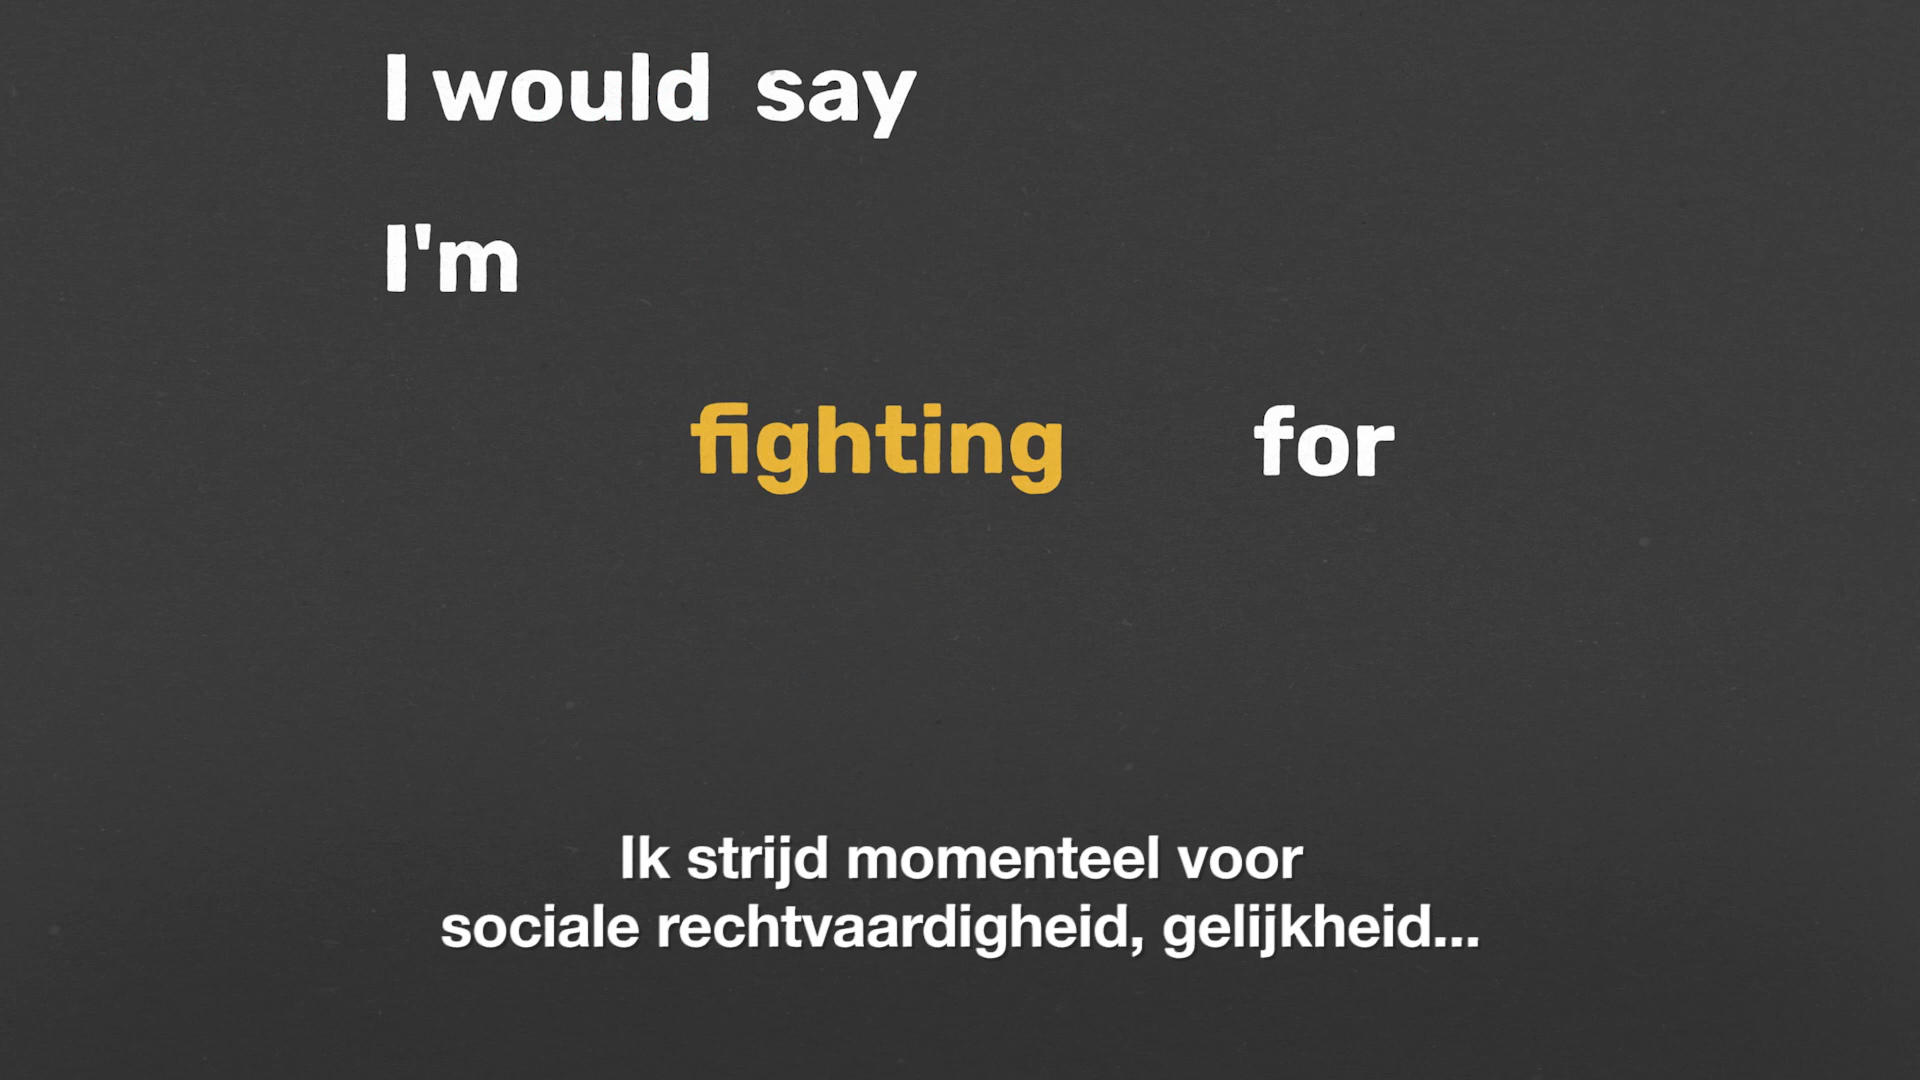 I would say
I'm
fighting for
Ik strijd momenteel voor
sociale rechtvaardigheid, gelijkheid...